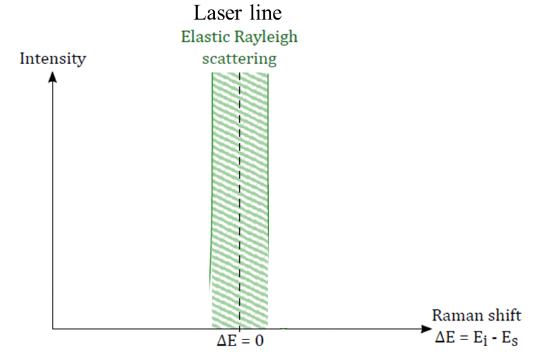 Laser line
Elastic Rayleigh
scattering
Intensity
Raman shift
ΔE = Ei - Es
ΔE = 0